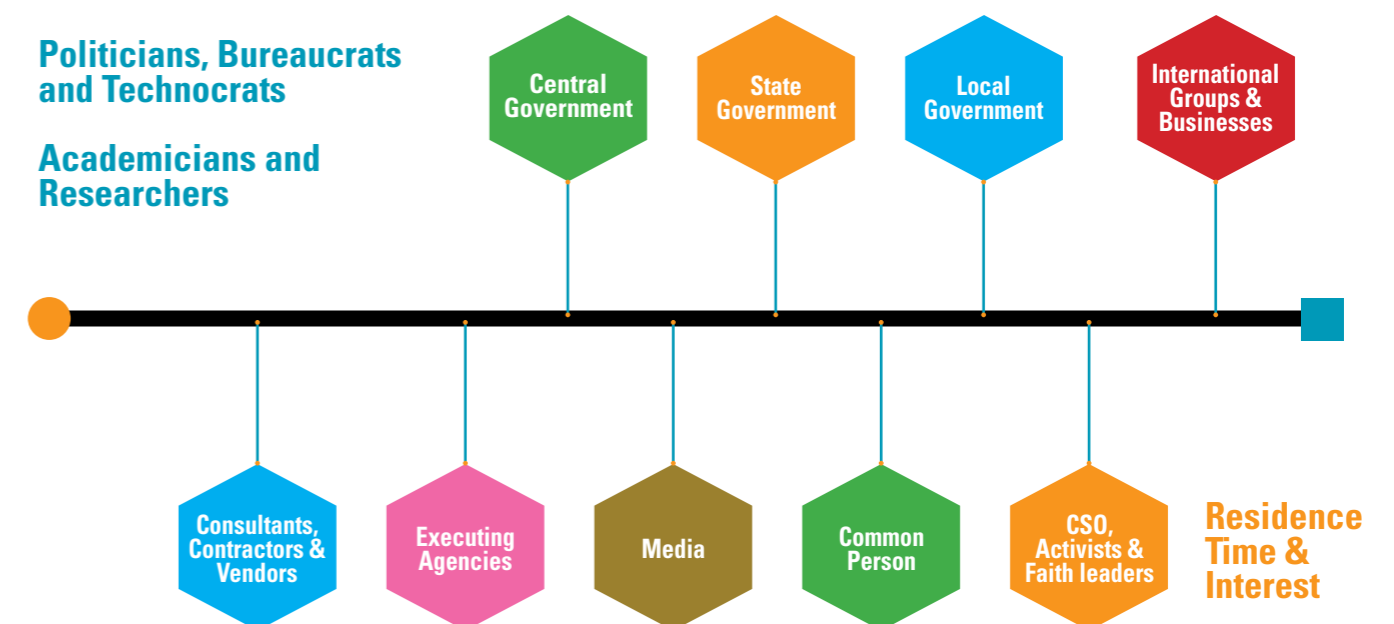 Politicians, Bureaucrats
and Technocrats
Academicians and
Researchers
Central
Government
State
Government
Local
Government
International
Groups &
Businesses
Consultants,
Contractors &
Vendors
Executing
Agencies
Media
Common
Person
CSO,
Activists &
Faith leaders
Residence
Time &
Interest